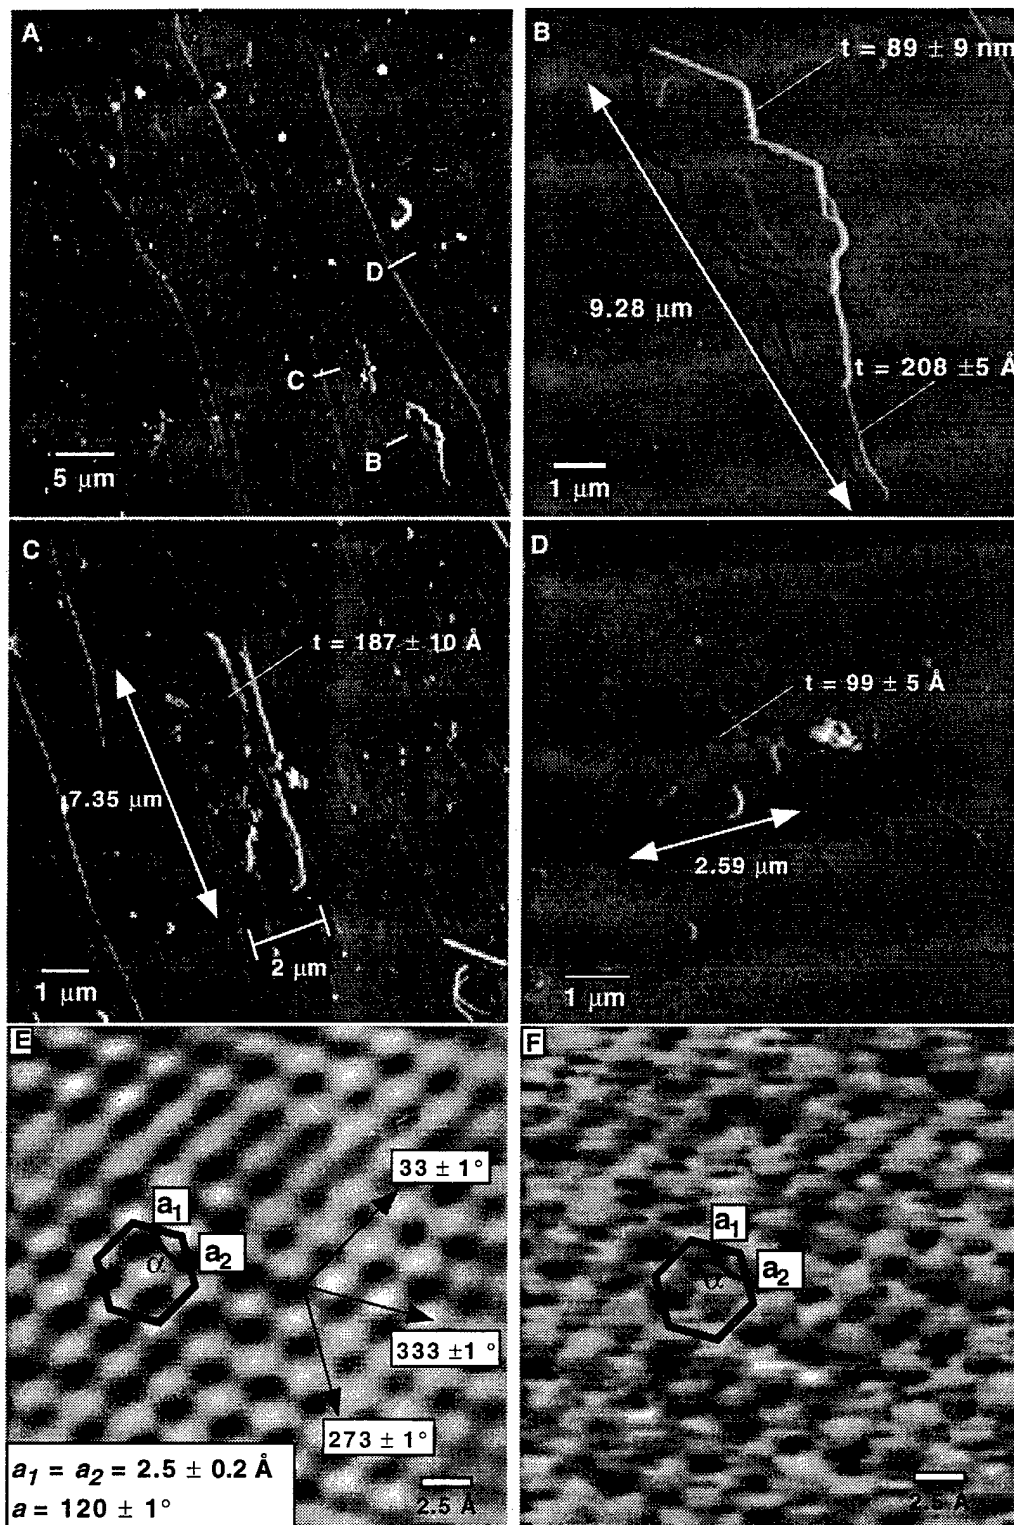 A
D
C
B
5 μm
B
t = 89 ± 9 nm
9.28 μm
t = 208 ±5 Å
1 μm
C
t = 187 ± 10 Å
7.35 μm
2 μm
1 μm
D
t = 99 ± 5 Å
2.59 μm
1 μm
E
33 ± 1°
a1
a2
α
333 ±1 °
273 ± 1°
a1 = a2 = 2.5 ± 0.2 Å
a = 120 ± 1°
2.5 Å
F
a1
a2
α
2.5 Å